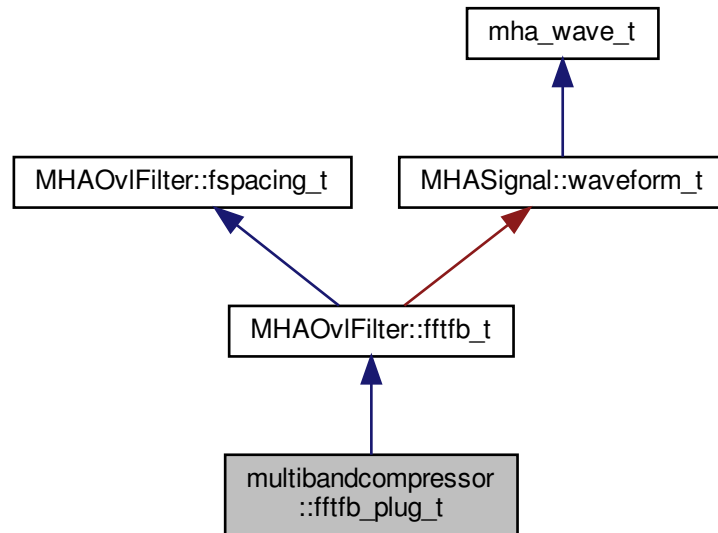 mha_wave_t
MHAOvlFilter::fspacing_t
MHASignal::waveform_t
MHAOvlFilter::fftfb_t
multibandcompressor
::fftfb_plug_t